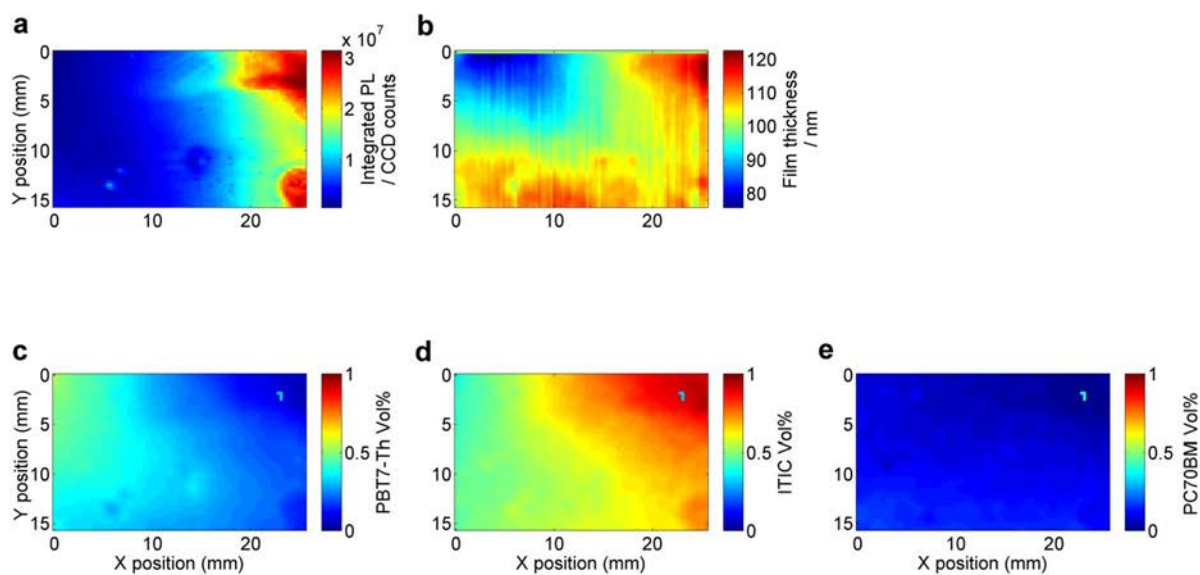 a
b
x 10^7
0
5
10
15
Y position (mm)
0
10
20
3
2
1
Integrated PL
/ CCD counts
0
5
10
15
0
10
20
120
110
100
90
80
Film thickness
/ nm
c
d
e
0
5
10
15
Y position (mm)
0
10
20
X position (mm)
1
0.5
0
PBT7-Th Vol%
0
5
10
15
0
10
20
X position (mm)
1
0.5
0
ITIC Vol%
0
5
10
15
0
10
20
X position (mm)
1
0.5
0
PC70BM Vol%